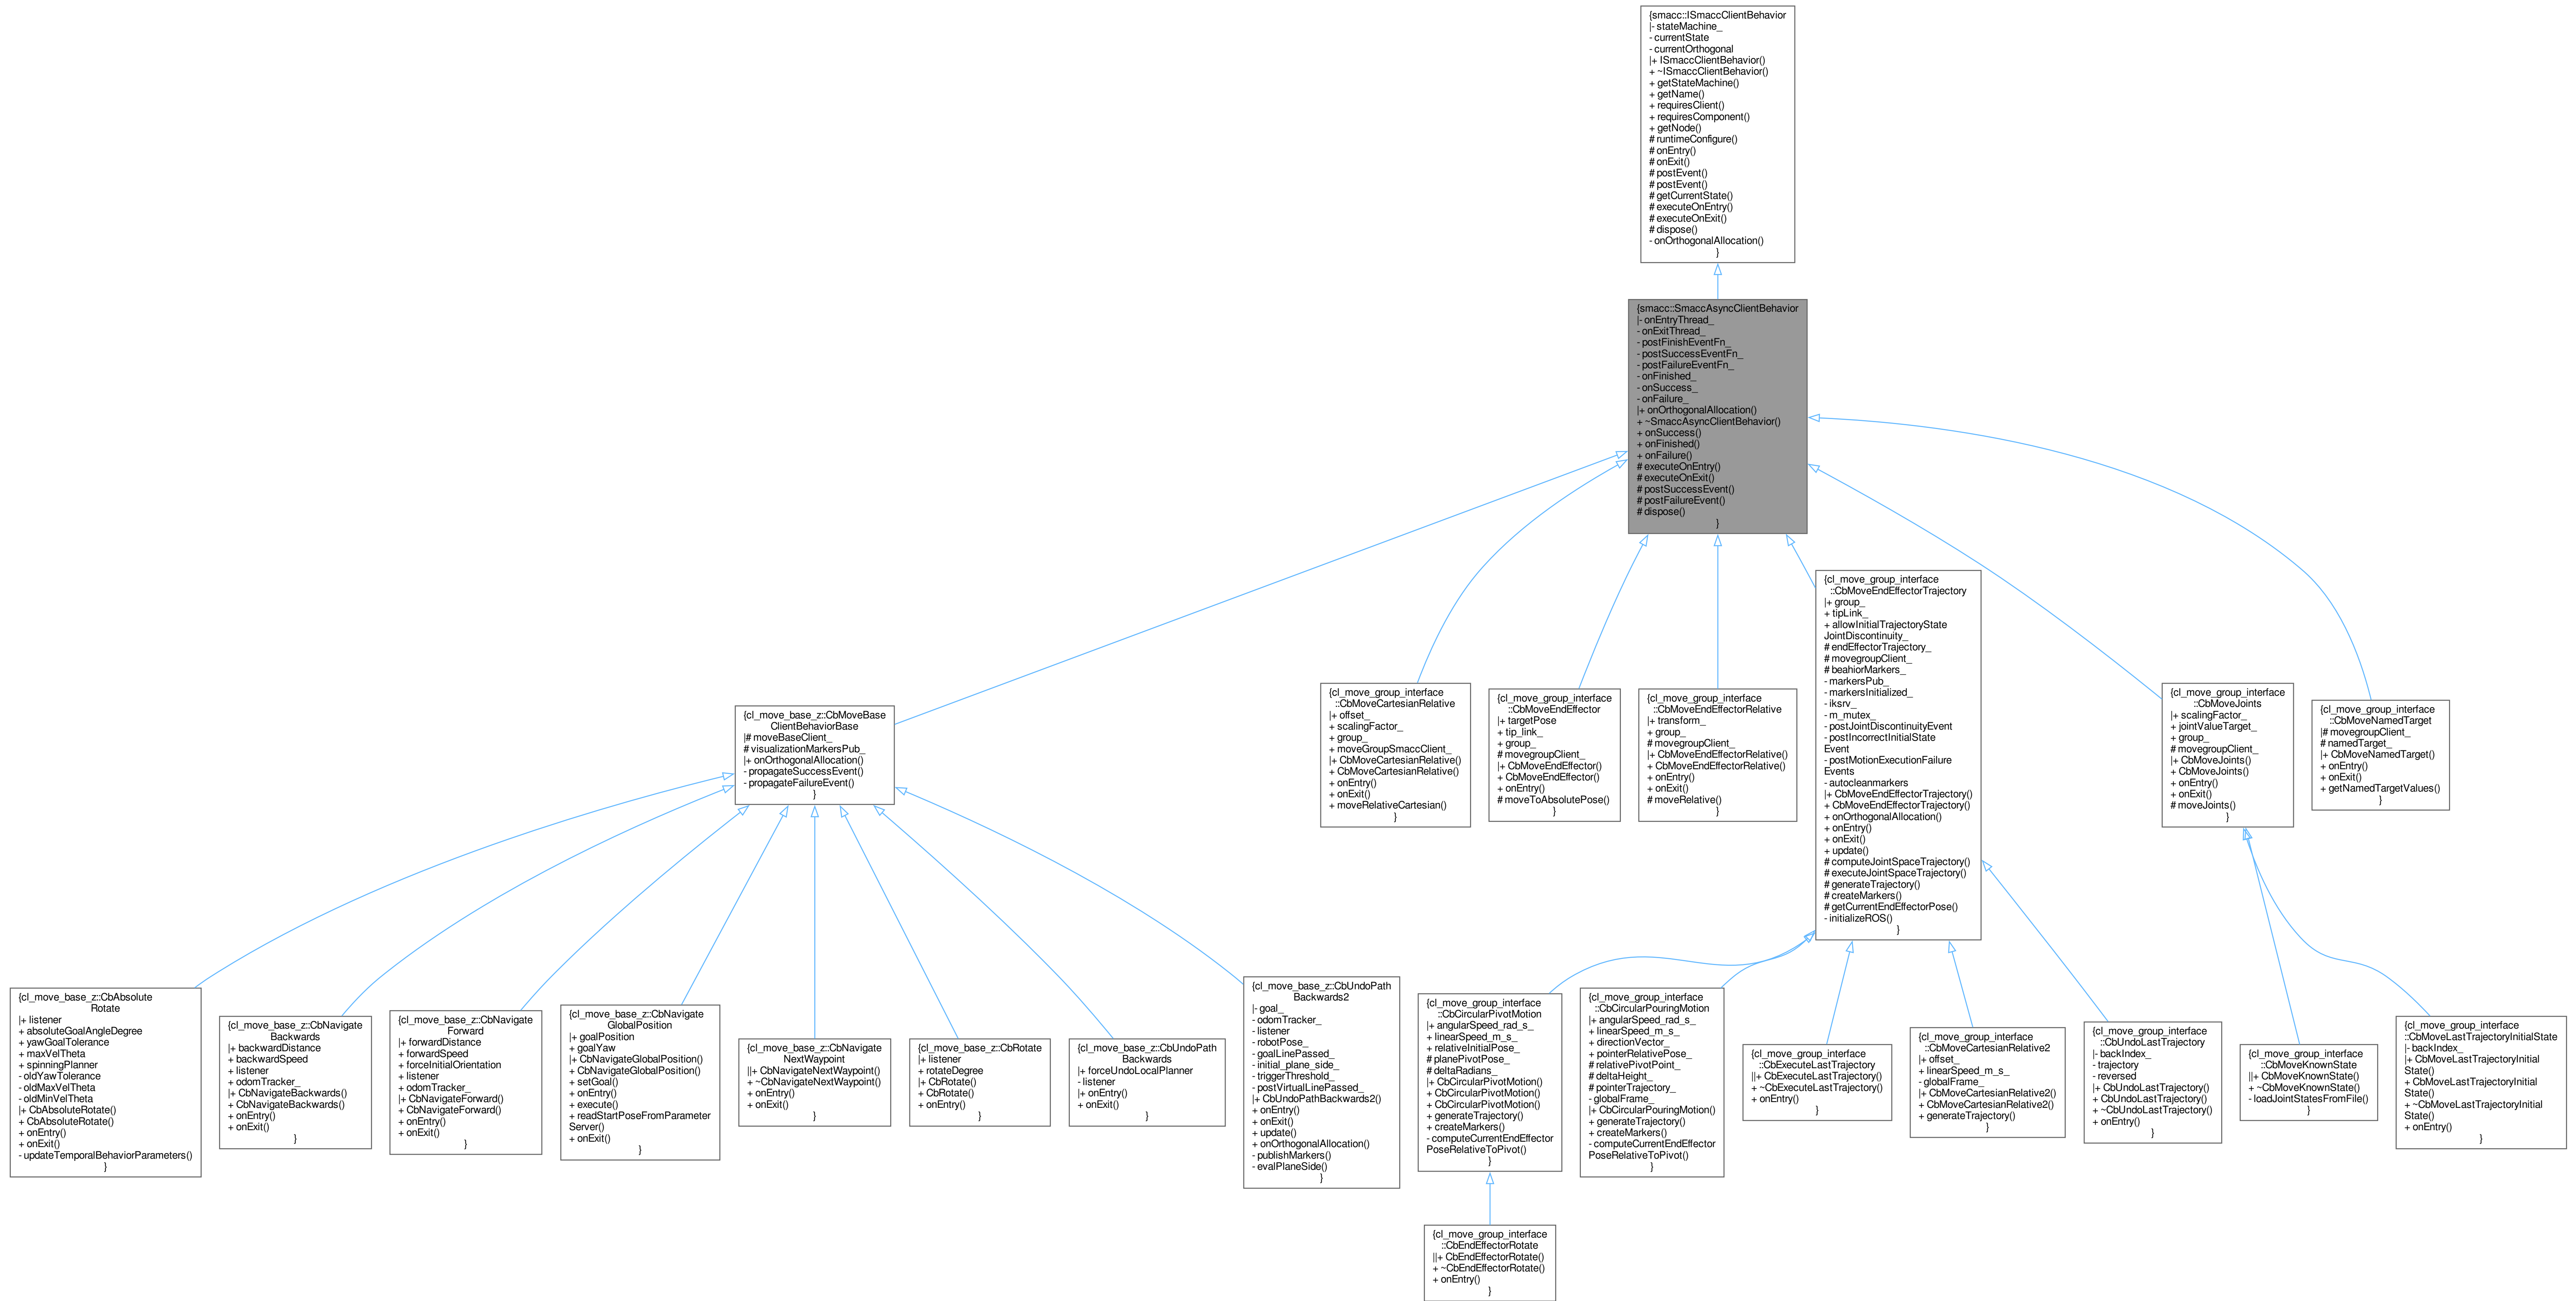 {smacc::ISmaccClientBehavior
|- stateMachine_
- currentState
- currentOrthogonal
|+ ISmaccClientBehavior()
+ ~ISmaccClientBehavior()
+ getStateMachine()
+ getName()
+ requiresClient()
+ requiresComponent()
+ getNode()
# runtimeConfigure()
# onEntry()
# onExit()
# postEvent()
# postEvent()
# getCurrentState()
# executeOnEntry()
# executeOnExit()
# dispose()
- onOrthogonalAllocation()
}
{smacc::SmaccAsyncClientBehavior
|- onEntryThread_
- onExitThread_
- postFinishEventFn_
- postSuccessEventFn_
- postFailureEventFn_
- onFinished_
- onSuccess_
- onFailure_
|+ onOrthogonalAllocation()
+ ~SmaccAsyncClientBehavior()
+ onSuccess()
+ onFinished()
+ onFailure()
# executeOnEntry()
# executeOnExit()
# postSuccessEvent()
# postFailureEvent()
# dispose()
}
{cl_move_base_z::CbMoveBase
ClientBehaviorBase
|# moveBaseClient_
# visualizationMarkersPub_
|+ onOrthogonalAllocation()
- propagateSuccessEvent()
- propagateFailureEvent()
}
{cl_move_group_interface
::CbMoveCartesianRelative
|+ offset_
+ scalingFactor_
+ group_
+ moveGroupSmaccClient_
|+ CbMoveCartesianRelative()
+ CbMoveCartesianRelative()
+ onEntry()
+ onExit()
+ moveRelativeCartesian()
}
{cl_move_group_interface
::CbMoveEndEffector
|+ targetPose
+ tip_link_
+ group_
# movegroupClient_
|+ CbMoveEndEffector()
+ CbMoveEndEffector()
+ onEntry()
# moveToAbsolutePose()
}
{cl_move_group_interface
::CbMoveEndEffectorRelative
|+ transform_
+ group_
# movegroupClient_
|+ CbMoveEndEffectorRelative()
+ CbMoveEndEffectorRelative()
+ onEntry()
+ onExit()
# moveRelative()
}
{cl_move_group_interface
::CbMoveEndEffectorTrajectory
|+ group_
+ tipLink_
+ allowInitialTrajectoryState
JointDiscontinuity_
# endEffectorTrajectory_
# movegroupClient_
# beahiorMarkers_
- markersPub_
- markersInitialized_
- iksrv_
- m_mutex_
- postJointDiscontinuityEvent
- postIncorrectInitialState
Event
- postMotionExecutionFailure
Events
- autocleanmarkers
|+ CbMoveEndEffectorTrajectory()
+ CbMoveEndEffectorTrajectory()
+ onOrthogonalAllocation()
+ onEntry()
+ onExit()
+ update()
# computeJointSpaceTrajectory()
# executeJointSpaceTrajectory()
# generateTrajectory()
# createMarkers()
# getCurrentEndEffectorPose()
- initializeROS()
}
{cl_move_group_interface
::CbMoveJoints
|+ scalingFactor_
+ jointValueTarget_
+ group_
# movegroupClient_
|+ CbMoveJoints()
+ CbMoveJoints()
+ onEntry()
+ onExit()
# moveJoints()
}
{cl_move_group_interface
::CbMoveNamedTarget
|# movegroupClient_
# namedTarget_
|+ CbMoveNamedTarget()
+ onEntry()
+ onExit()
+ getNamedTargetValues()
}
{cl_move_base_z::CbAbsolute
Rotate
|+ listener
+ absoluteGoalAngleDegree
+ yawGoalTolerance
+ maxVelTheta
+ spinningPlanner
- oldYawTolerance
- oldMaxVelTheta
- oldMinVelTheta
|+ CbAbsoluteRotate()
+ CbAbsoluteRotate()
+ onEntry()
+ onExit()
- updateTemporalBehaviorParameters()
}
{cl_move_base_z::CbNavigate
Backwards
|+ backwardDistance
+ backwardSpeed
+ listener
+ odomTracker_
|+ CbNavigateBackwards()
+ CbNavigateBackwards()
+ onEntry()
+ onExit()
}
{cl_move_base_z::CbNavigate
Forward
|+ forwardDistance
+ forwardSpeed
+ forceInitialOrientation
+ listener
+ odomTracker_
|+ CbNavigateForward()
+ CbNavigateForward()
+ onEntry()
+ onExit()
}
{cl_move_base_z::CbNavigate
GlobalPosition
|+ goalPosition
+ goalYaw
|+ CbNavigateGlobalPosition()
+ CbNavigateGlobalPosition()
+ setGoal()
+ onEntry()
+ execute()
+ readStartPoseFromParameter
Server()
+ onExit()
}
{cl_move_base_z::CbNavigate
NextWaypoint
||+ CbNavigateNextWaypoint()
+ ~CbNavigateNextWaypoint()
+ onEntry()
+ onExit()
}
{cl_move_base_z::CbRotate
|+ listener
+ rotateDegree
|+ CbRotate()
+ CbRotate()
+ onEntry()
}
{cl_move_base_z::CbUndoPath
Backwards
|+ forceUndoLocalPlanner
- listener
|+ onEntry()
+ onExit()
}
{cl_move_base_z::CbUndoPath
Backwards2
|- goal_
- odomTracker_
- listener
- robotPose_
- goalLinePassed_
- initial_plane_side_
- triggerThreshold_
- postVirtualLinePassed_
|+ CbUndoPathBackwards2()
+ onEntry()
+ onExit()
+ update()
+ onOrthogonalAllocation()
- publishMarkers()
- evalPlaneSide()
}
{cl_move_group_interface
::CbCircularPivotMotion
|+ angularSpeed_rad_s_
+ linearSpeed_m_s_
+ relativeInitialPose_
# planePivotPose_
# deltaRadians_
|+ CbCircularPivotMotion()
+ CbCircularPivotMotion()
+ CbCircularPivotMotion()
+ generateTrajectory()
+ createMarkers()
- computeCurrentEndEffector
PoseRelativeToPivot()
}
{cl_move_group_interface
::CbCircularPouringMotion
|+ angularSpeed_rad_s_
+ linearSpeed_m_s_
+ directionVector_
+ pointerRelativePose_
# relativePivotPoint_
# deltaHeight_
# pointerTrajectory_
- globalFrame_
|+ CbCircularPouringMotion()
+ generateTrajectory()
+ createMarkers()
- computeCurrentEndEffector
PoseRelativeToPivot()
}
{cl_move_group_interface
::CbExecuteLastTrajectory
||+ CbExecuteLastTrajectory()
+ ~CbExecuteLastTrajectory()
+ onEntry()
}
{cl_move_group_interface
::CbMoveCartesianRelative2
|+ offset_
+ linearSpeed_m_s_
- globalFrame_
|+ CbMoveCartesianRelative2()
+ CbMoveCartesianRelative2()
+ generateTrajectory()
}
{cl_move_group_interface
::CbUndoLastTrajectory
|- backIndex_
- trajectory
- reversed
|+ CbUndoLastTrajectory()
+ CbUndoLastTrajectory()
+ ~CbUndoLastTrajectory()
+ onEntry()
}
{cl_move_group_interface
::CbMoveKnownState
||+ CbMoveKnownState()
+ ~CbMoveKnownState()
- loadJointStatesFromFile()
}
{cl_move_group_interface
::CbMoveLastTrajectoryInitialState
|- backIndex_
|+ CbMoveLastTrajectoryInitial
State()
+ CbMoveLastTrajectoryInitial
State()
+ ~CbMoveLastTrajectoryInitial
State()
+ onEntry()
}
{cl_move_group_interface
::CbEndEffectorRotate
||+ CbEndEffectorRotate()
+ ~CbEndEffectorRotate()
+ onEntry()
}